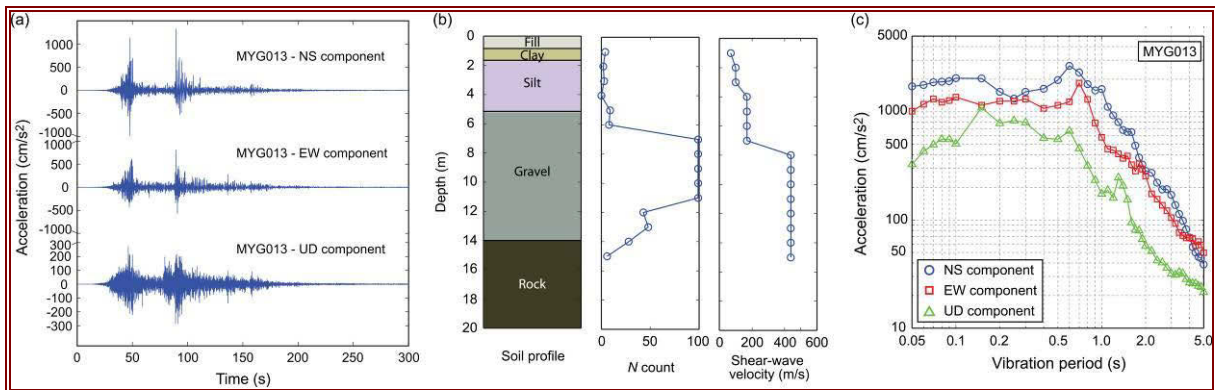 (a)
MYG013 - NS component
1000
500
0
-500
-1000
MYG013 - EW component
1000
500
0
-500
-1000
MYG013 - UD component
300
200
100
0
-100
-200
-300
Acceleration (cm/s²)
0 50 100 150 200 250 300
Time (s)
(b)
0
2
4
6
8
10
12
14
16
18
20
Depth (m)
Fill
Clay
Silt
Gravel
Rock
Soil profile
0 50 100
N count
0 200 400 600
Shear-wave
velocity (m/s)
(c)
MYG013
5000
1000
500
100
50
10
Acceleration (cm/s²)
NS component
EW component
UD component
0.05 0.1 0.2 0.5 1.0 2.0 5.0
Vibration period (s)